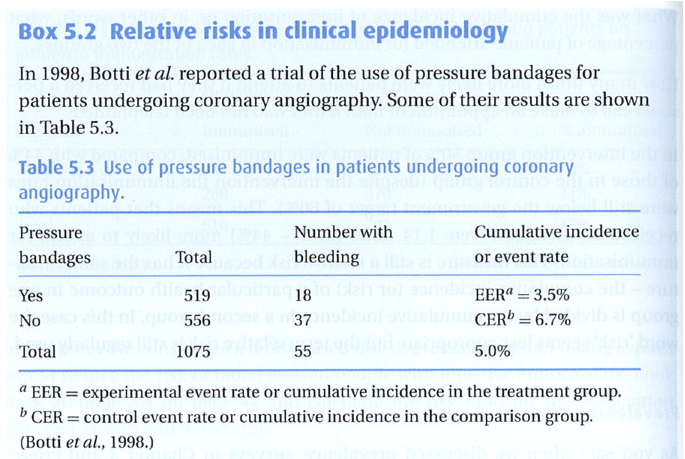 Box 5.2 Relative risks in clinical epidemiology
In 1998, Botti et al. reported a trial of the use of pressure bandages for
patients undergoing coronary angiography. Some of their results are shown
in Table 5.3.
Table 5.3 Use of pressure bandages in patients undergoing coronary
angiography.
Pressure Number with Cumulative incidence
bandages Total bleeding or event rate
Yes 519 18 EERᵃ = 3.5%
No 556 37 CERᵇ = 6.7%
Total 1075 55 5.0%
ᵃ EER = experimental event rate or cumulative incidence in the treatment group.
ᵇ CER = control event rate or cumulative incidence in the comparison group.
(Botti et al., 1998.)